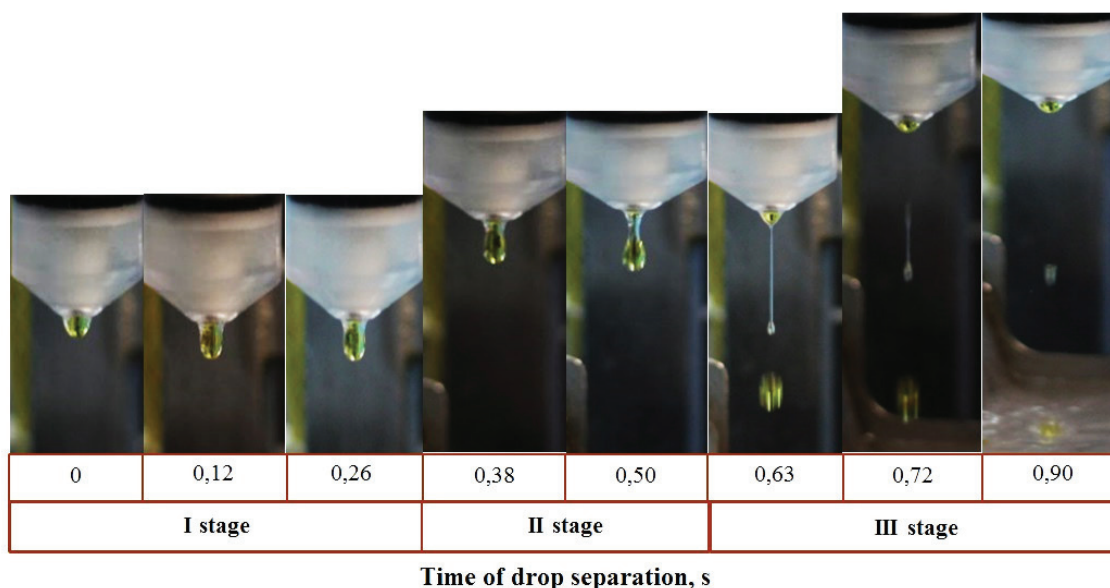 0 0,12 0,26 0,38 0,50 0,63 0,72 0,90
I stage II stage III stage
Time of drop separation, s